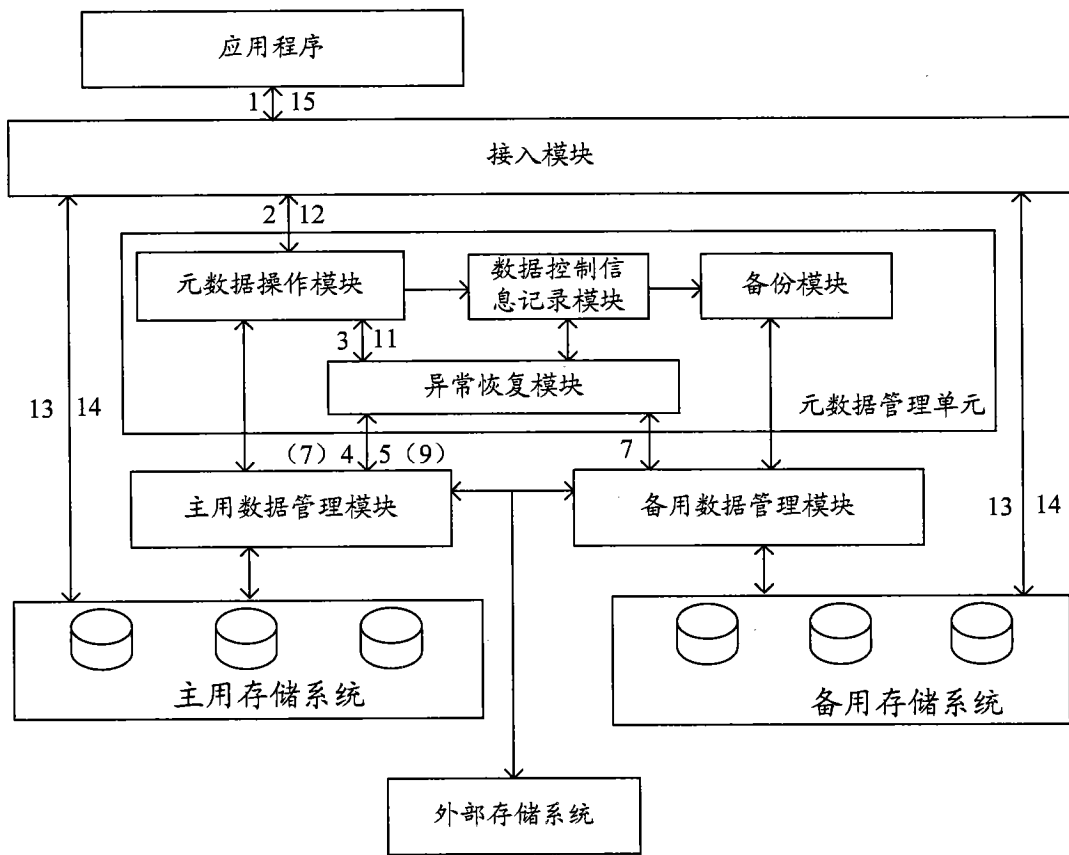 应用程序
1 15
接入模块
2 12
元数据操作模块
数据控制信
息记录模块
备份模块
3 11
异常恢复模块
元数据管理单元
13 14
（7）4 5（9）
7
主用数据管理模块
备用数据管理模块
13 14
主用存储系统
备用存储系统
外部存储系统